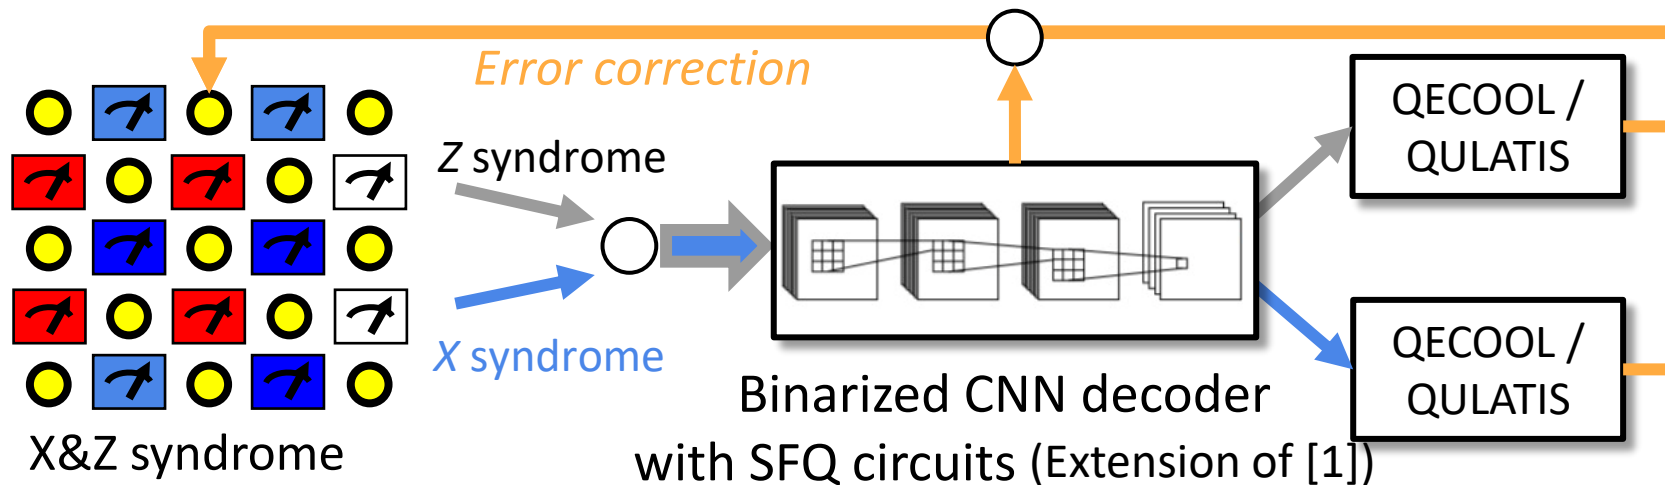 Error correction
Z syndrome
X syndrome
X&Z syndrome
Binarized CNN decoder
with SFQ circuits (Extension of [1])
QECOOL /
QULATIS
QECOOL /
QULATIS